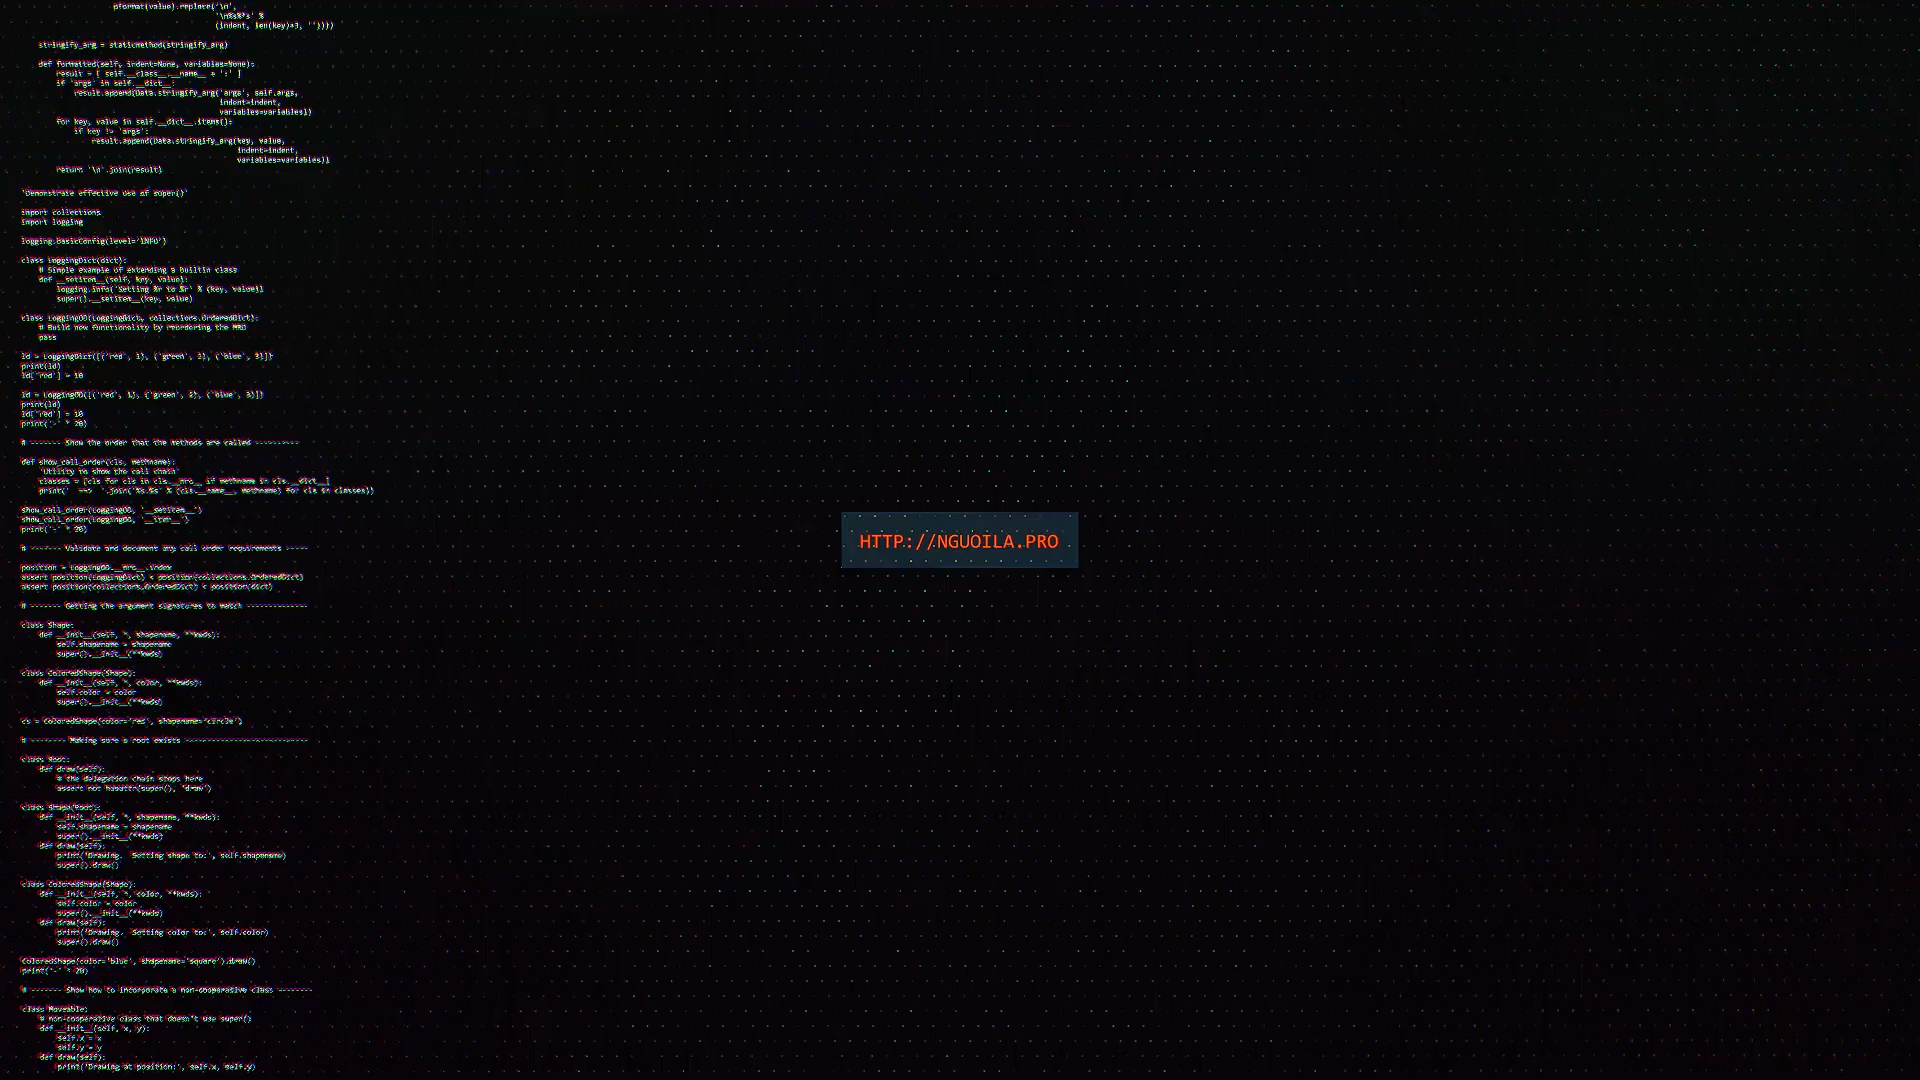 pformat(value).replace('\n',
'\n%s%*s' %
(indent, len(key)+3, ''))))
stringify_arg = staticmethod(stringify_arg)
def formatted(self, indent=None, variables=None):
result = [ self.__class__.__name__ + ':' ]
if 'args' in self.__dict__:
result.append(Data.stringify_arg('args', self.args,
indent=indent,
variables=variables))
for key, value in self.__dict__.items():
if key != 'args':
result.append(Data.stringify_arg(key, value,
indent=indent,
variables=variables))
return '\n'.join(result)
'Demonstrate effective use of super()'
import collections
import logging
logging.basicConfig(level='INFO')
class LoggingDict(dict):
# Simple example of extending a builtin class
def __setitem__(self, key, value):
logging.info('Setting %r to %r' % (key, value))
super().__setitem__(key, value)
class LoggingOD(LoggingDict, collections.OrderedDict):
# Build new functionality by reordering the MRO
pass
ld = LoggingDict([('red', 1), ('green', 2), ('blue', 3)])
print(ld)
ld['red'] = 10
ld = LoggingOD([('red', 1), ('green', 2), ('blue', 3)])
print(ld)
ld['red'] = 10
print('-' * 20)
# ------- Show the order that the methods are called ----------
def show_call_order(cls, methname):
'Utility to show the call chain'
classes = [cls for cls in cls.__mro__ if methname in cls.__dict__]
print('  ==>  '.join('%s.%s' % (cls.__name__, methname) for cls in classes))
show_call_order(LoggingOD, '__setitem__')
show_call_order(LoggingOD, '__iter__')
print('-' * 20)
# ------- Validate and document any call order requirements -----
position = LoggingOD.__mro__.index
assert position(LoggingDict) < position(collections.OrderedDict)
assert position(collections.OrderedDict) < position(dict)
# ------- Getting the argument signatures to match --------------
class Shape:
def __init__(self, *, shapename, **kwds):
self.shapename = shapename
super().__init__(**kwds)
class ColoredShape(Shape):
def __init__(self, *, color, **kwds):
self.color = color
super().__init__(**kwds)
cs = ColoredShape(color='red', shapename='circle')
# -------- Making sure a root exists ----------------------------
class Root:
def draw(self):
# the delegation chain stops here
assert not hasattr(super(), 'draw')
class Shape(Root):
def __init__(self, *, shapename, **kwds):
self.shapename = shapename
super().__init__(**kwds)
def draw(self):
print('Drawing.  Setting shape to:', self.shapename)
super().draw()
class ColoredShape(Shape):
def __init__(self, *, color, **kwds):
self.color = color
super().__init__(**kwds)
def draw(self):
print('Drawing.  Setting color to:', self.color)
super().draw()
ColoredShape(color='blue', shapename='square').draw()
print('-' * 20)
# ------- Show how to incorporate a non-cooperative class --------
class Moveable:
# non-cooperative class that doesn't use super()
def __init__(self, x, y):
self.x = x
self.y = y
def draw(self):
print('Drawing at position:', self.x, self.y)
HTTP://NGUOILA.PRO